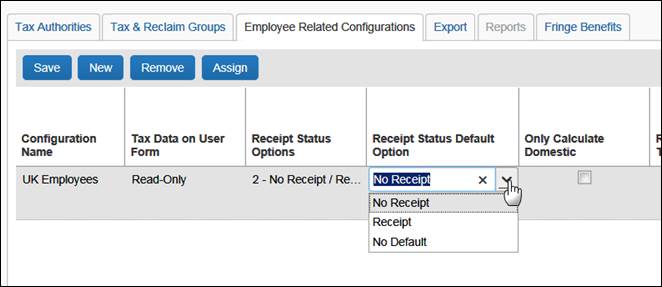 Tax Authorities Tax & Reclaim Groups Employee Related Configurations Export Reports Fringe Benefits
Save New Remove Assign
Configuration Name Tax Data on User Form Receipt Status Options Receipt Status Default Option Only Calculate Domestic R T
UK Employees Read-Only 2 - No Receipt / Re... No Receipt
No Receipt
Receipt
No Default